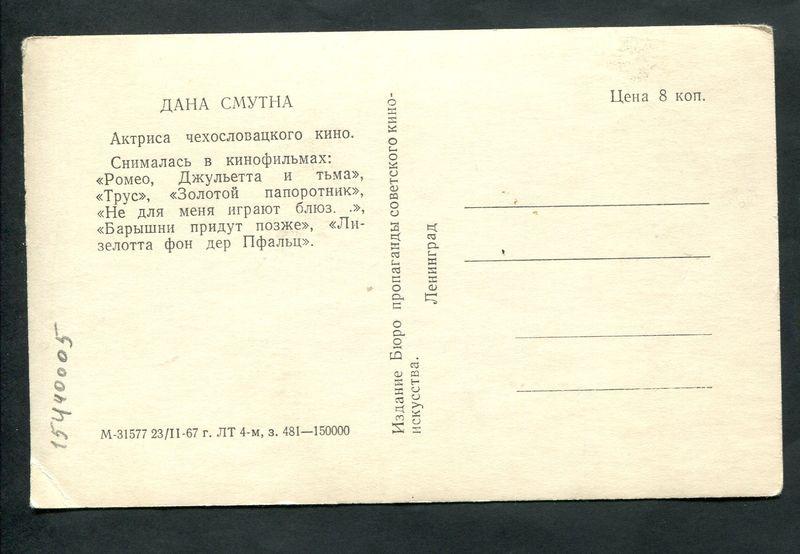 ДАНА СМУТНА
Актриса чехословацкого кино.
Снималась в кинофильмах:
«Ромео, Джульетта и тьма»,
«Трус», «Золотой папоротник»,
«Не для меня играют блюз. .»,
«Барышни придут позже», «Ли-
зелотта фон дер Пфальц».
М-31577 23/II-67 г. ЛТ 4-м, з. 481—150000
15440005
Издание Бюро пропаганды советского кино-
искусства.
Ленинград
Цена 8 коп.